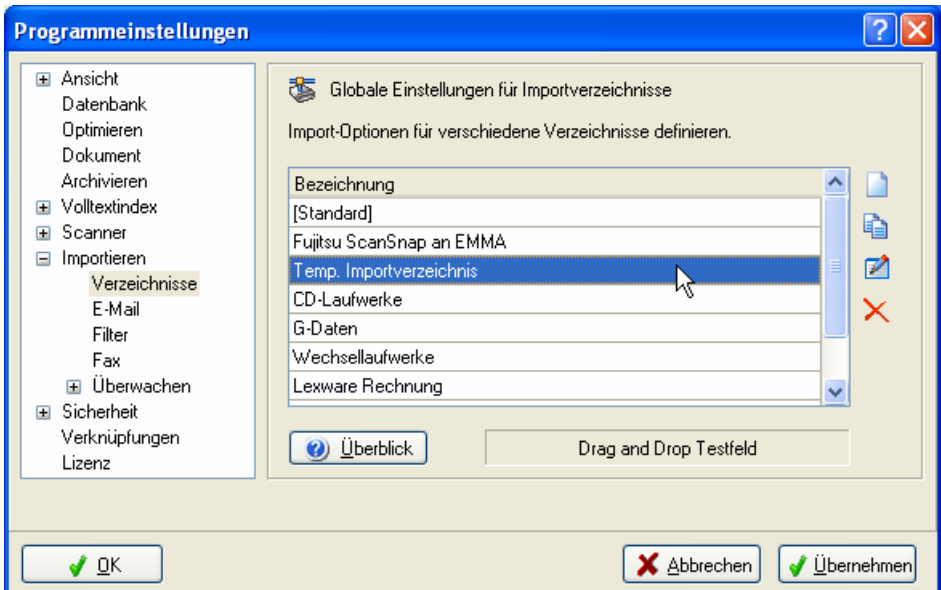 Programmeinstellungen
Ansicht
Datenbank
Optimieren
Dokument
Archivieren
Volltextindex
Scanner
Importieren
Verzeichnisse
E-Mail
Filter
Fax
Überwachen
Sicherheit
Verknüpfungen
Lizenz
Globale Einstellungen für Importverzeichnisse
Import-Optionen für verschiedene Verzeichnisse definieren.
Bezeichnung
[Standard]
Fujitsu ScanSnap an EMMA
Temp. Importverzeichnis
CD-Laufwerke
G-Daten
Wechsellaufwerke
Lexware Rechnung
Überblick
Drag and Drop Testfeld
OK
Abbrechen
Übernehmen